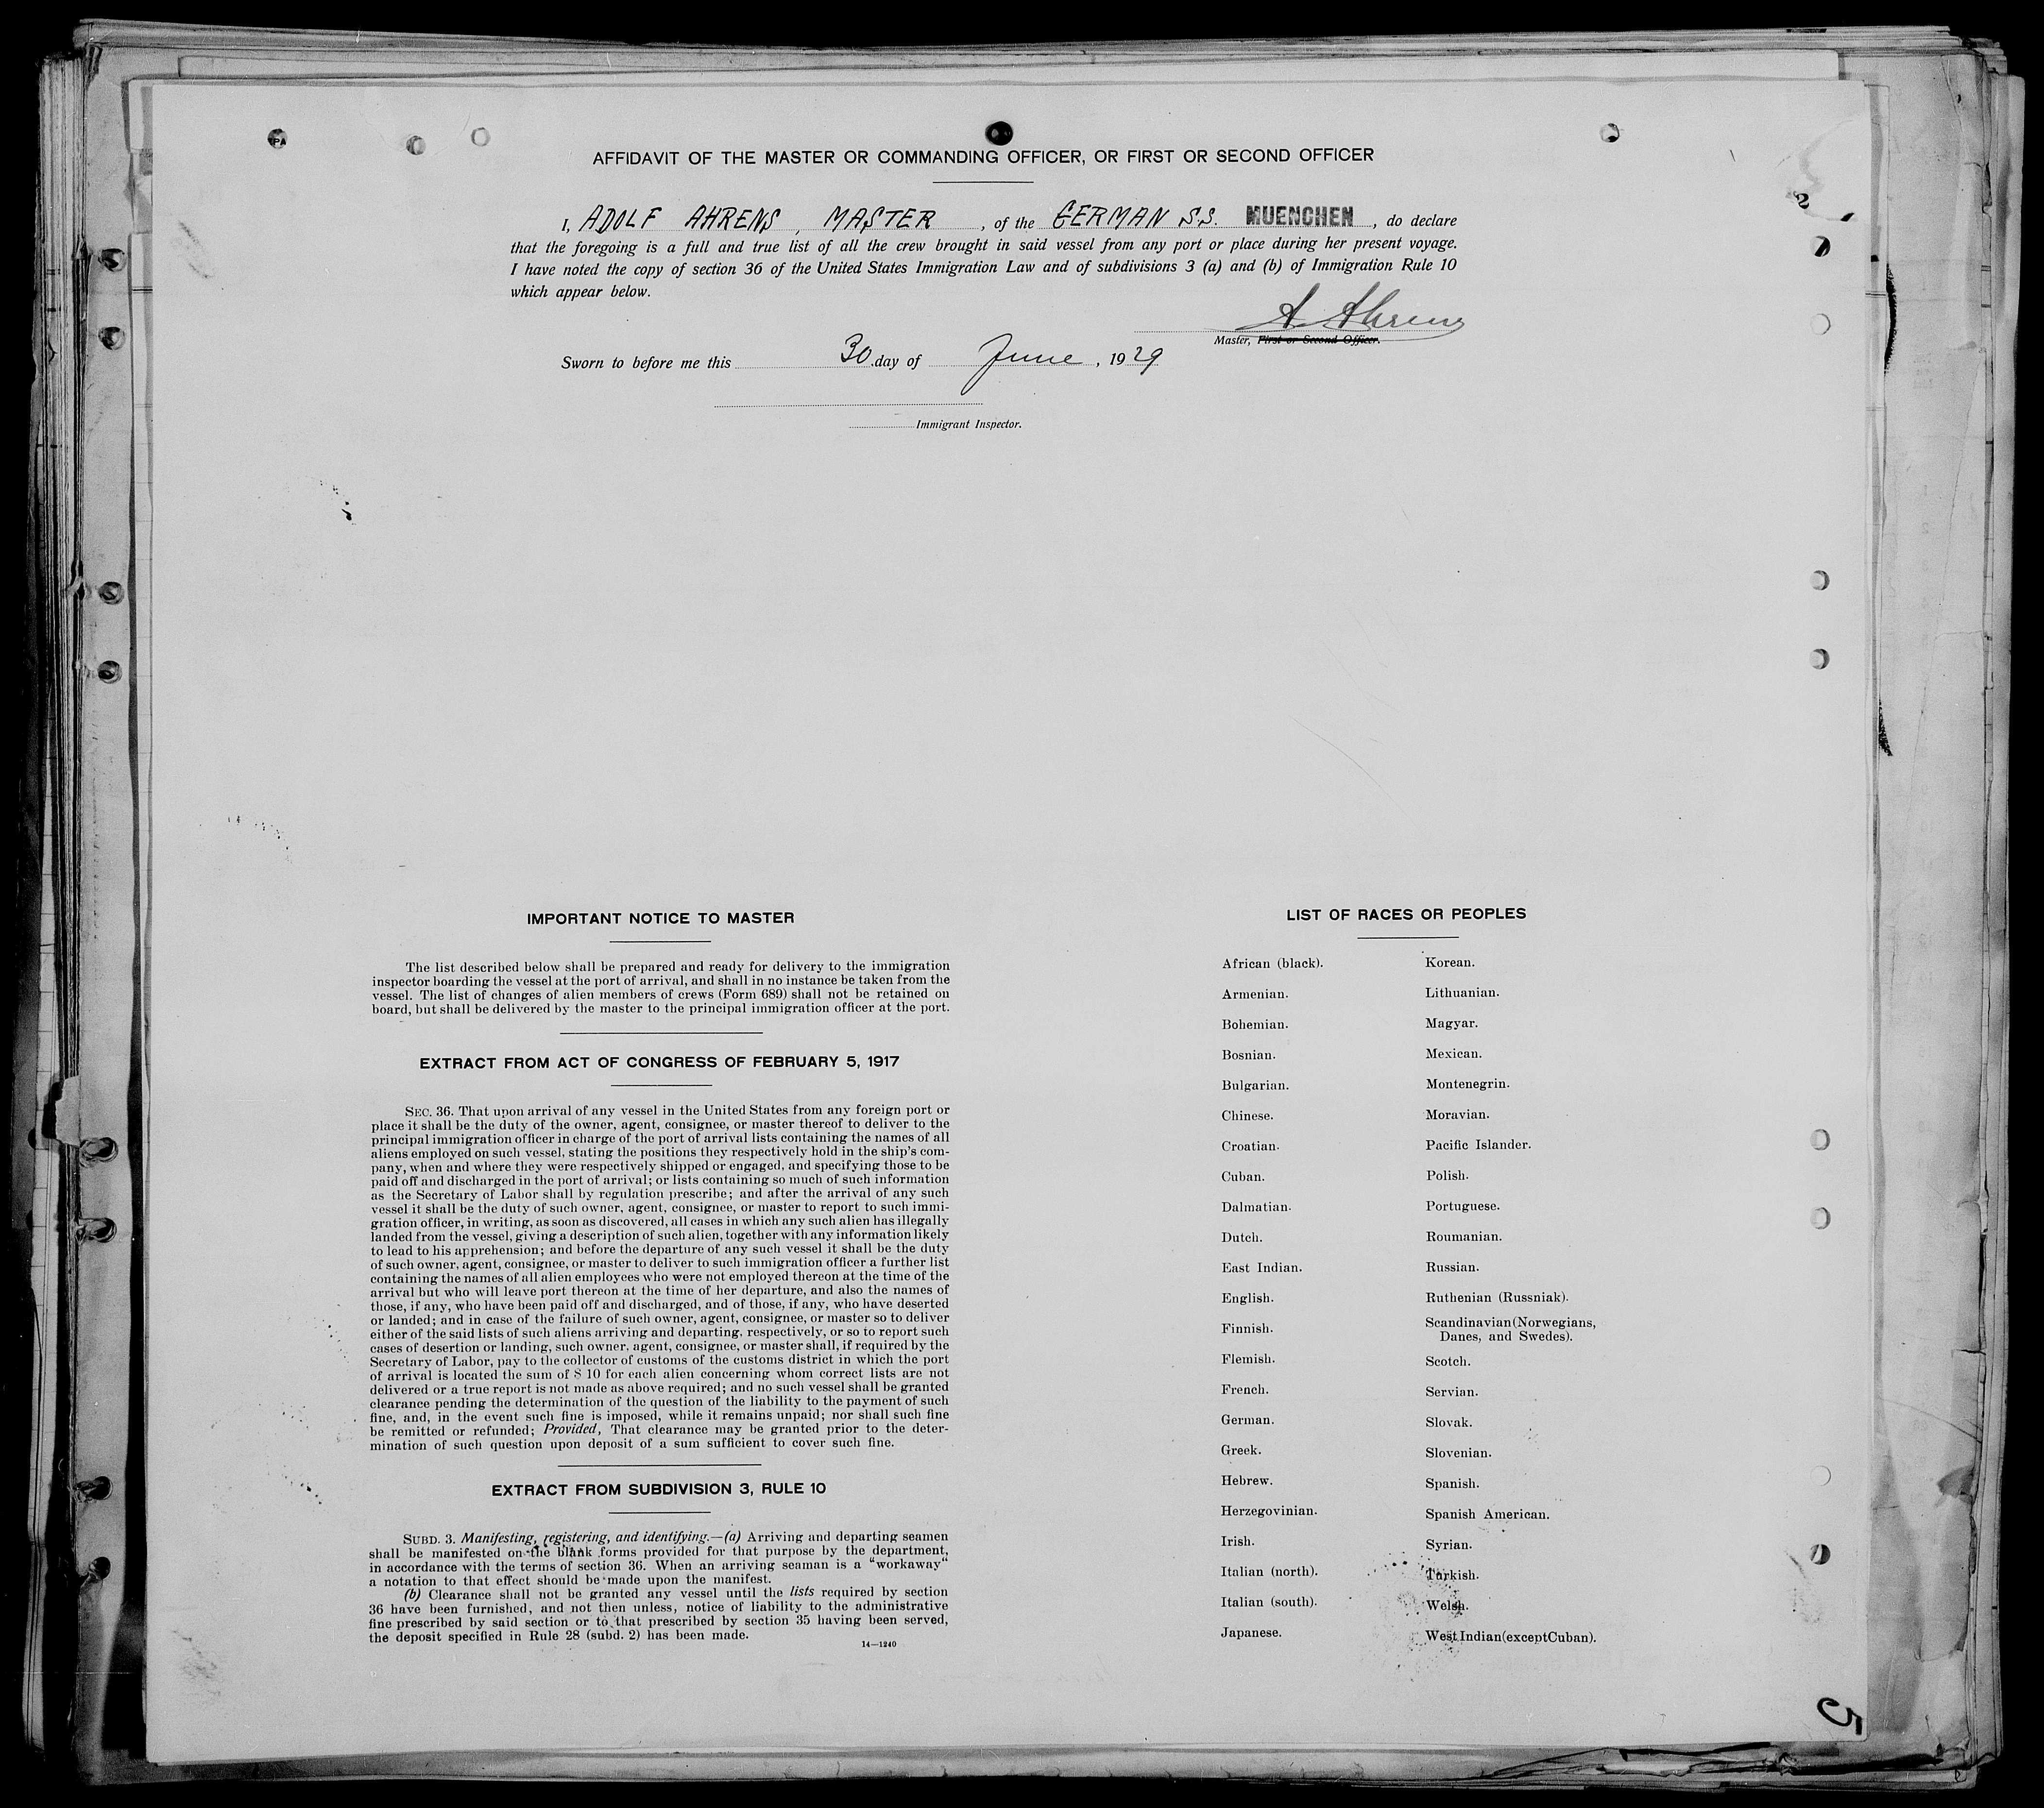 AFFIDAVIT OF THE MASTER OR COMMANDING OFFICER, OR FIRST OR SECOND OFFICER
I, ADOLF AHRENS, MASTER, of the GERMAN S.S. MUENCHEN, do declare
that the foregoing is a full and true list of all the crew brought in said vessel from any port or place during her present voyage.
I have noted the copy of section 36 of the United States Immigration Law and of subdivisions 3 (a) and (b) of Immigration Rule 10
which appear below.
A. Ahrens
Master, First or Second Officer.
Sworn to before me this 30 day of June, 1929
Immigrant Inspector.
IMPORTANT NOTICE TO MASTER
The list described below shall be prepared and ready for delivery to the immigration
inspector boarding the vessel at the port of arrival, and shall in no instance be taken from the
vessel. The list of changes of alien members of crews (Form 689) shall not be retained on
board, but shall be delivered by the master to the principal immigration officer at the port.
EXTRACT FROM ACT OF CONGRESS OF FEBRUARY 5, 1917
SEC. 36. That upon arrival of any vessel in the United States from any foreign port or
place it shall be the duty of the owner, agent, consignee, or master thereof to deliver to the
principal immigration officer in charge of the port of arrival lists containing the names of all
aliens employed on such vessel, stating the positions they respectively hold in the ship's com-
pany, when and where they were respectively shipped or engaged, and specifying those to be
paid off and discharged in the port of arrival; or lists containing so much of such information
as the Secretary of Labor shall by regulation prescribe; and after the arrival of any such
vessel it shall be the duty of such owner, agent, consignee, or master to report to such immi-
gration officer, in writing, as soon as discovered, all cases in which any such alien has illegally
landed from the vessel, giving a description of such alien, together with any information likely
to lead to his apprehension; and before the departure of any such vessel it shall be the duty
of such owner, agent, consignee, or master to deliver to such immigration officer a further list
containing the names of all alien employees who were not employed thereon at the time of the
arrival but who will leave port thereon at the time of her departure, and also the names of
those, if any, who have been paid off and discharged, and of those, if any, who have deserted
or landed; and in case of the failure of such owner, agent, consignee, or master so to deliver
either of the said lists of such aliens arriving and departing, respectively, or so to report such
cases of desertion or landing, such owner, agent, consignee, or master shall, if required by the
Secretary of Labor, pay to the collector of customs of the customs district in which the port
of arrival is located the sum of $ 10 for each alien concerning whom correct lists are not
delivered or a true report is not made as above required; and no such vessel shall be granted
clearance pending the determination of the question of the liability to the payment of such
fine, and, in the event such fine is imposed, while it remains unpaid; nor shall such fine
be remitted or refunded; Provided, That clearance may be granted prior to the deter-
mination of such question upon deposit of a sum sufficient to cover such fine.
EXTRACT FROM SUBDIVISION 3, RULE 10
SUBD. 3. Manifesting, registering, and identifying.—(a) Arriving and departing seamen
shall be manifested on the blank forms provided for that purpose by the department,
in accordance with the terms of section 36. When an arriving seaman is a “workaway“
a notation to that effect should be made upon the manifest.
(b) Clearance shall not be granted any vessel until the lists required by section
36 have been furnished, and not then unless, notice of liability to the administrative
fine prescribed by said section or to that prescribed by section 35 having been served,
the deposit specified in Rule 28 (subd. 2) has been made.
14—1240
LIST OF RACES OR PEOPLES
African (black).
Armenian.
Bohemian.
Bosnian.
Bulgarian.
Chinese.
Croatian.
Cuban.
Dalmatian.
Dutch.
East Indian.
English.
Finnish.
Flemish.
French.
German.
Greek.
Hebrew.
Herzegovinian.
Irish.
Italian (north).
Italian (south).
Japanese.
Korean.
Lithuanian.
Magyar.
Mexican.
Montenegrin.
Moravian.
Pacific Islander.
Polish.
Portuguese.
Roumanian.
Russian.
Ruthenian (Russniak).
Scandinavian (Norwegians,
Danes, and Swedes).
Scotch.
Servian.
Slovak.
Slovenian.
Spanish.
Spanish American.
Syrian.
Turkish.
Welsh.
West Indian (except Cuban).
5